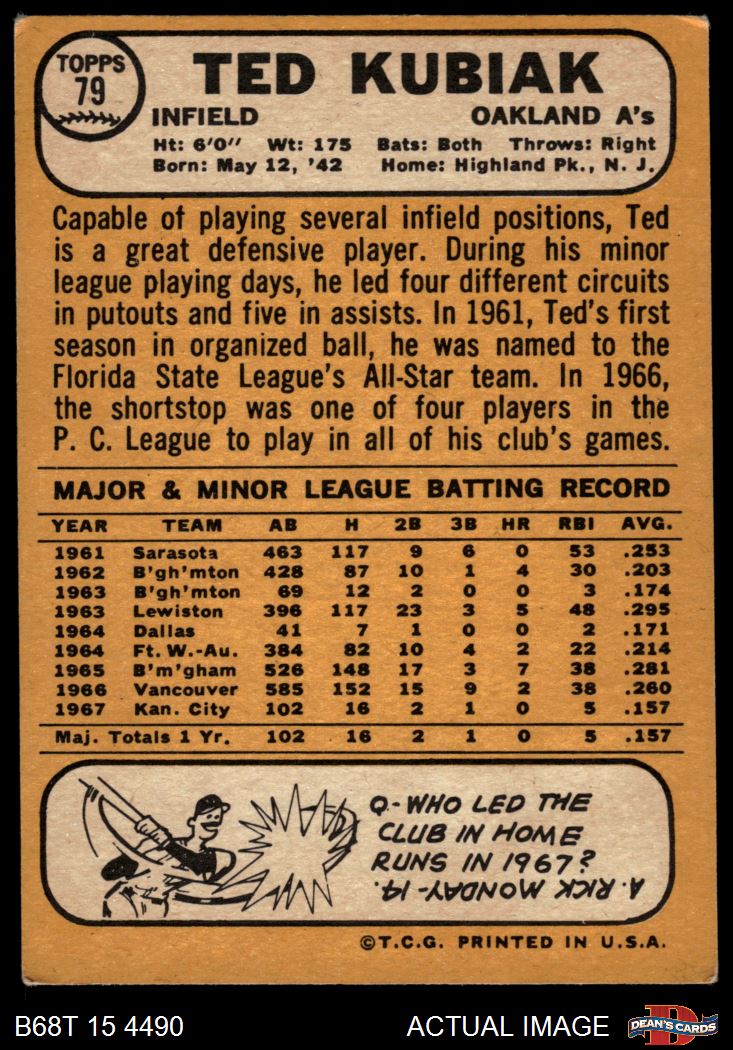 TOPPS
79
TED KUBIAK
INFIELD OAKLAND A's
Ht: 6'0" Wt: 175 Bats: Both Throws: Right
Born: May 12, '42 Home: Highland Pk., N. J.
Capable of playing several infield positions, Ted
is a great defensive player. During his minor
league playing days, he led four different circuits
in putouts and five in assists. In 1961, Ted's first
season in organized ball, he was named to the
Florida State League's All-Star team. In 1966,
the shortstop was one of four players in the
P. C. League to play in all of his club's games.
MAJOR & MINOR LEAGUE BATTING RECORD
YEAR TEAM AB H 2B 3B HR RBI AVG.
1961 Sarasota 463 117 9 6 0 53 .253
1962 B'gh'mton 428 87 10 1 4 30 .203
1963 B'gh'mton 69 12 2 0 0 3 .174
1963 Lewiston 396 117 23 3 5 48 .295
1964 Dallas 41 7 1 0 0 2 .171
1964 Ft. W.-Au. 384 82 10 4 2 22 .214
1965 B'm'gham 526 148 17 3 7 38 .281
1966 Vancouver 585 152 15 9 2 38 .260
1967 Kan. City 102 16 2 1 0 5 .157
Maj. Totals 1 Yr. 102 16 2 1 0 5 .157
Q-WHO LED THE
CLUB IN HOME
RUNS IN 1967?
A. RICK MONDAY-14.
©T.C.G. PRINTED IN U.S.A.
B68T 15 4490 ACTUAL IMAGE
D
DEAN'S CARDS